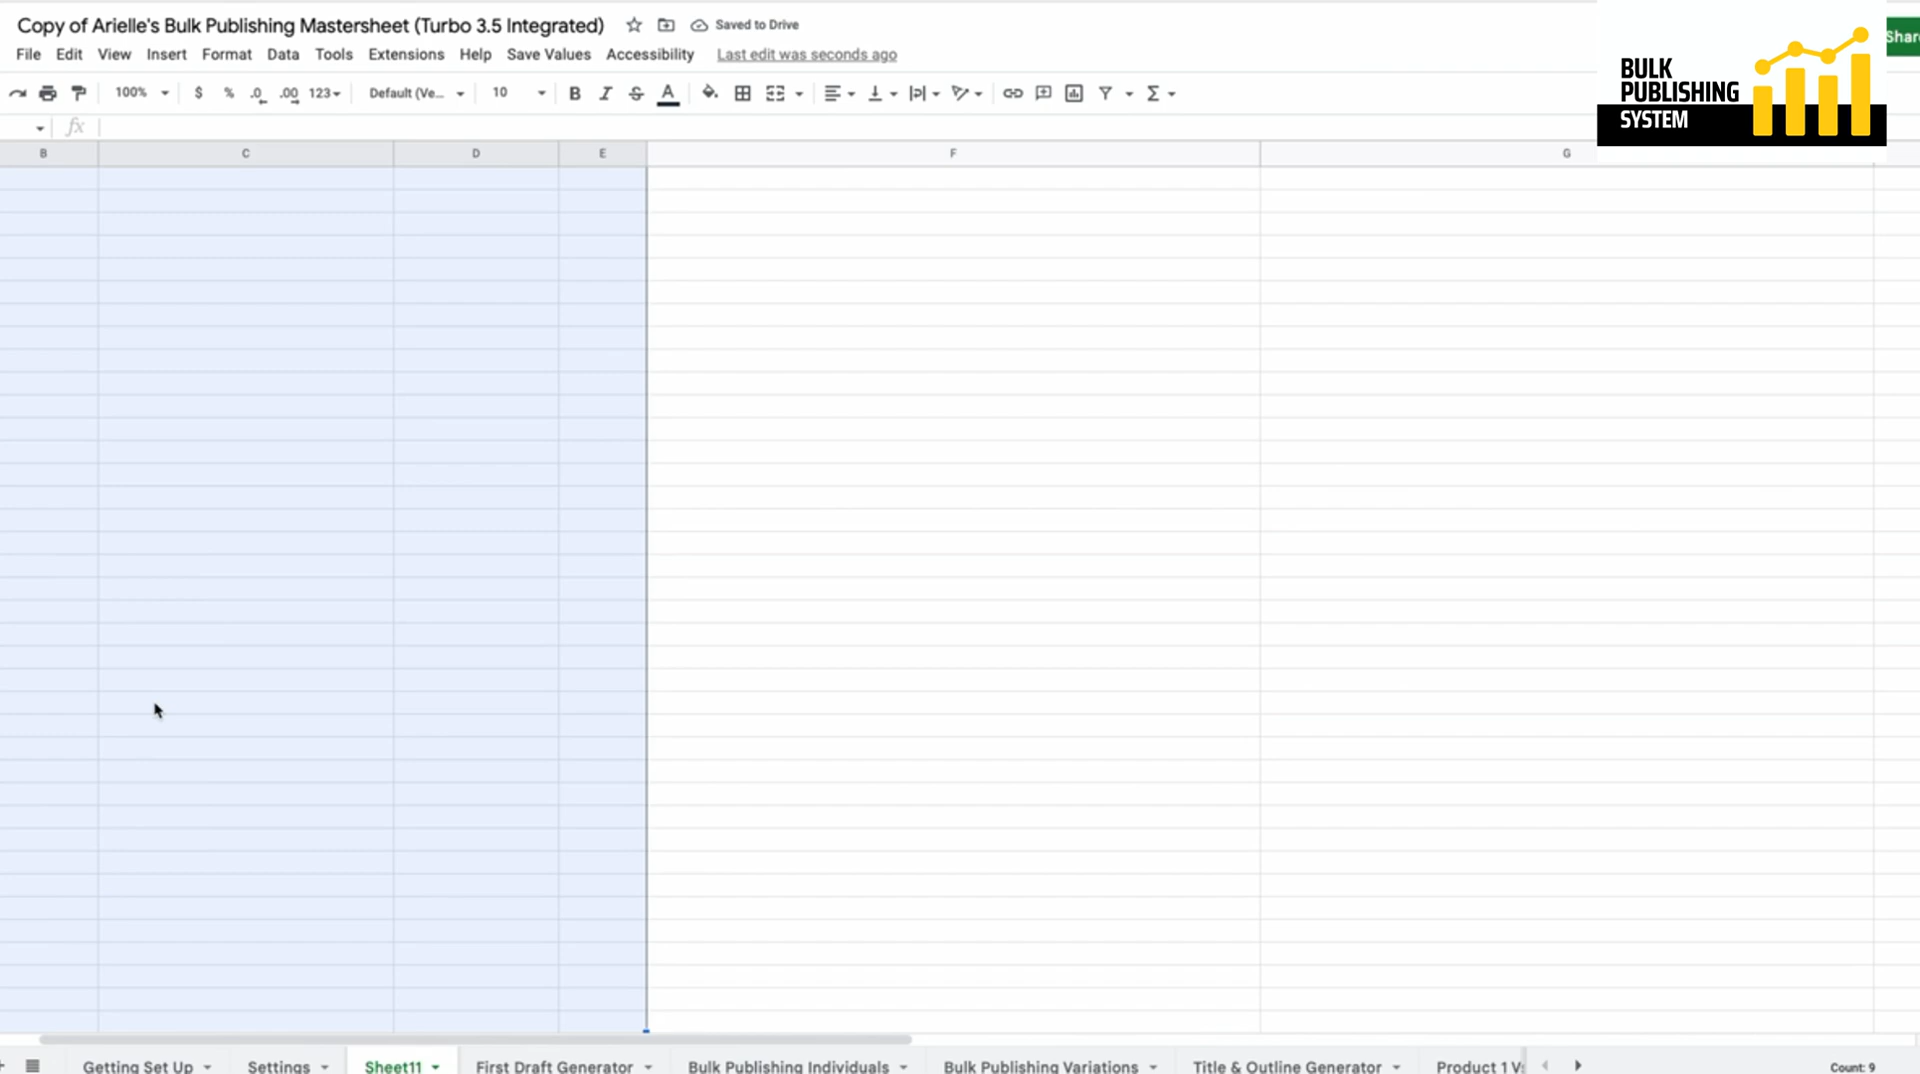 Copy of Arielle's Bulk Publishing Mastersheet (Turbo 3.5 Integrated) Saved to Drive
Share
File Edit View Insert Format Data Tools Extensions Help Save Values Accessibility Last edit was seconds ago
100% $ % .0 .00 123 Default (Ve... 10 B I S A
fx
BULK
PUBLISHING
SYSTEM
B C D E F G
Getting Set Up Settings Sheet11 First Draft Generator Bulk Publishing Individuals Bulk Publishing Variations Title & Outline Generator Product 1 Count: 9